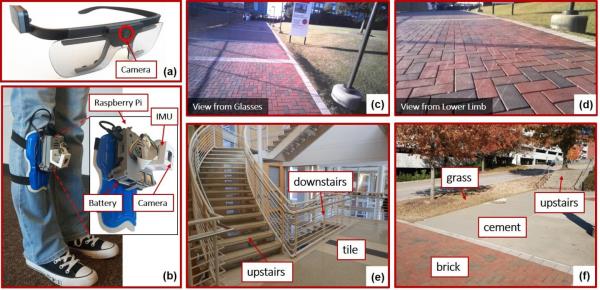 Camera
(a)
Raspberry Pi
IMU
Battery
Camera
(b)
View from Glasses
(c)
View from Lower Limb
(d)
downstairs
tile
upstairs
(e)
grass
upstairs
cement
brick
(f)